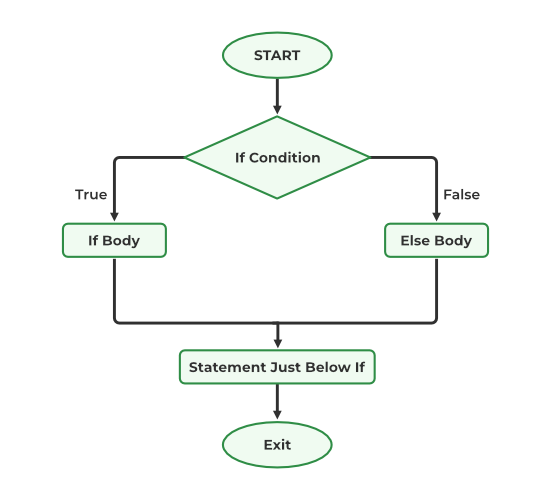 START
If Condition
True
False
If Body
Else Body
Statement Just Below If
Exit